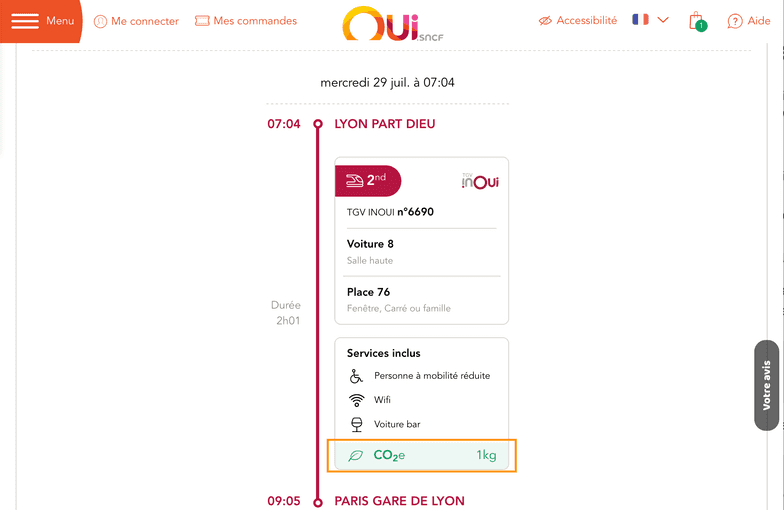 Menu
Me connecter
Mes commandes
OUi
SNCF
Accessibilité
1
Aide
mercredi 29 juil. à 07:04
07:04 LYON PART DIEU
2nd
TGV
inOui
TGV INOUI n°6690
Voiture 8
Salle haute
Place 76
Fenêtre, Carré ou famille
Durée
2h01
Services inclus
Personne à mobilité réduite
Wifi
Voiture bar
CO2e 1kg
09:05 PARIS GARE DE LYON
Votre avis